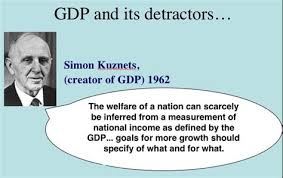 GDP and its detractors…
Simon Kuznets,
(creator of GDP) 1962
The welfare of a nation can scarcely
be inferred from a measurement of
national income as defined by the
GDP... goals for more growth should
specify of what and for what.